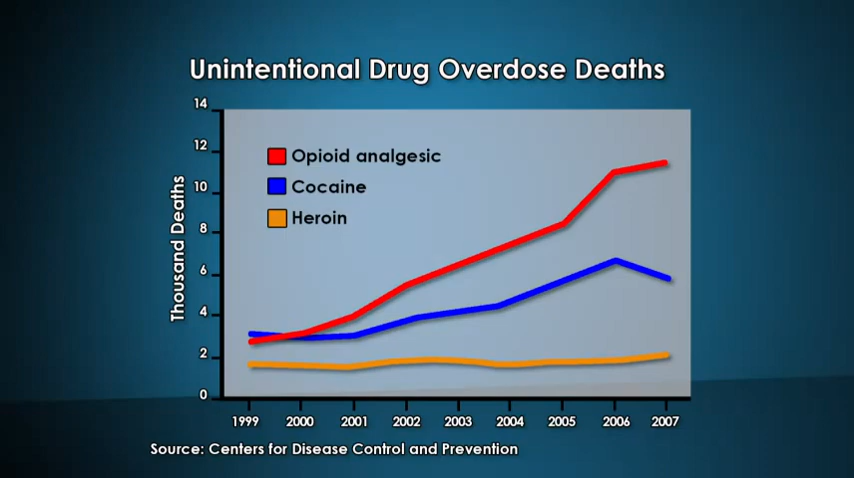 Unintentional Drug Overdose Deaths
Thousand Deaths
14
12
10
8
6
4
2
0
Opioid analgesic
Cocaine
Heroin
1999 2000 2001 2002 2003 2004 2005 2006 2007
Source: Centers for Disease Control and Prevention